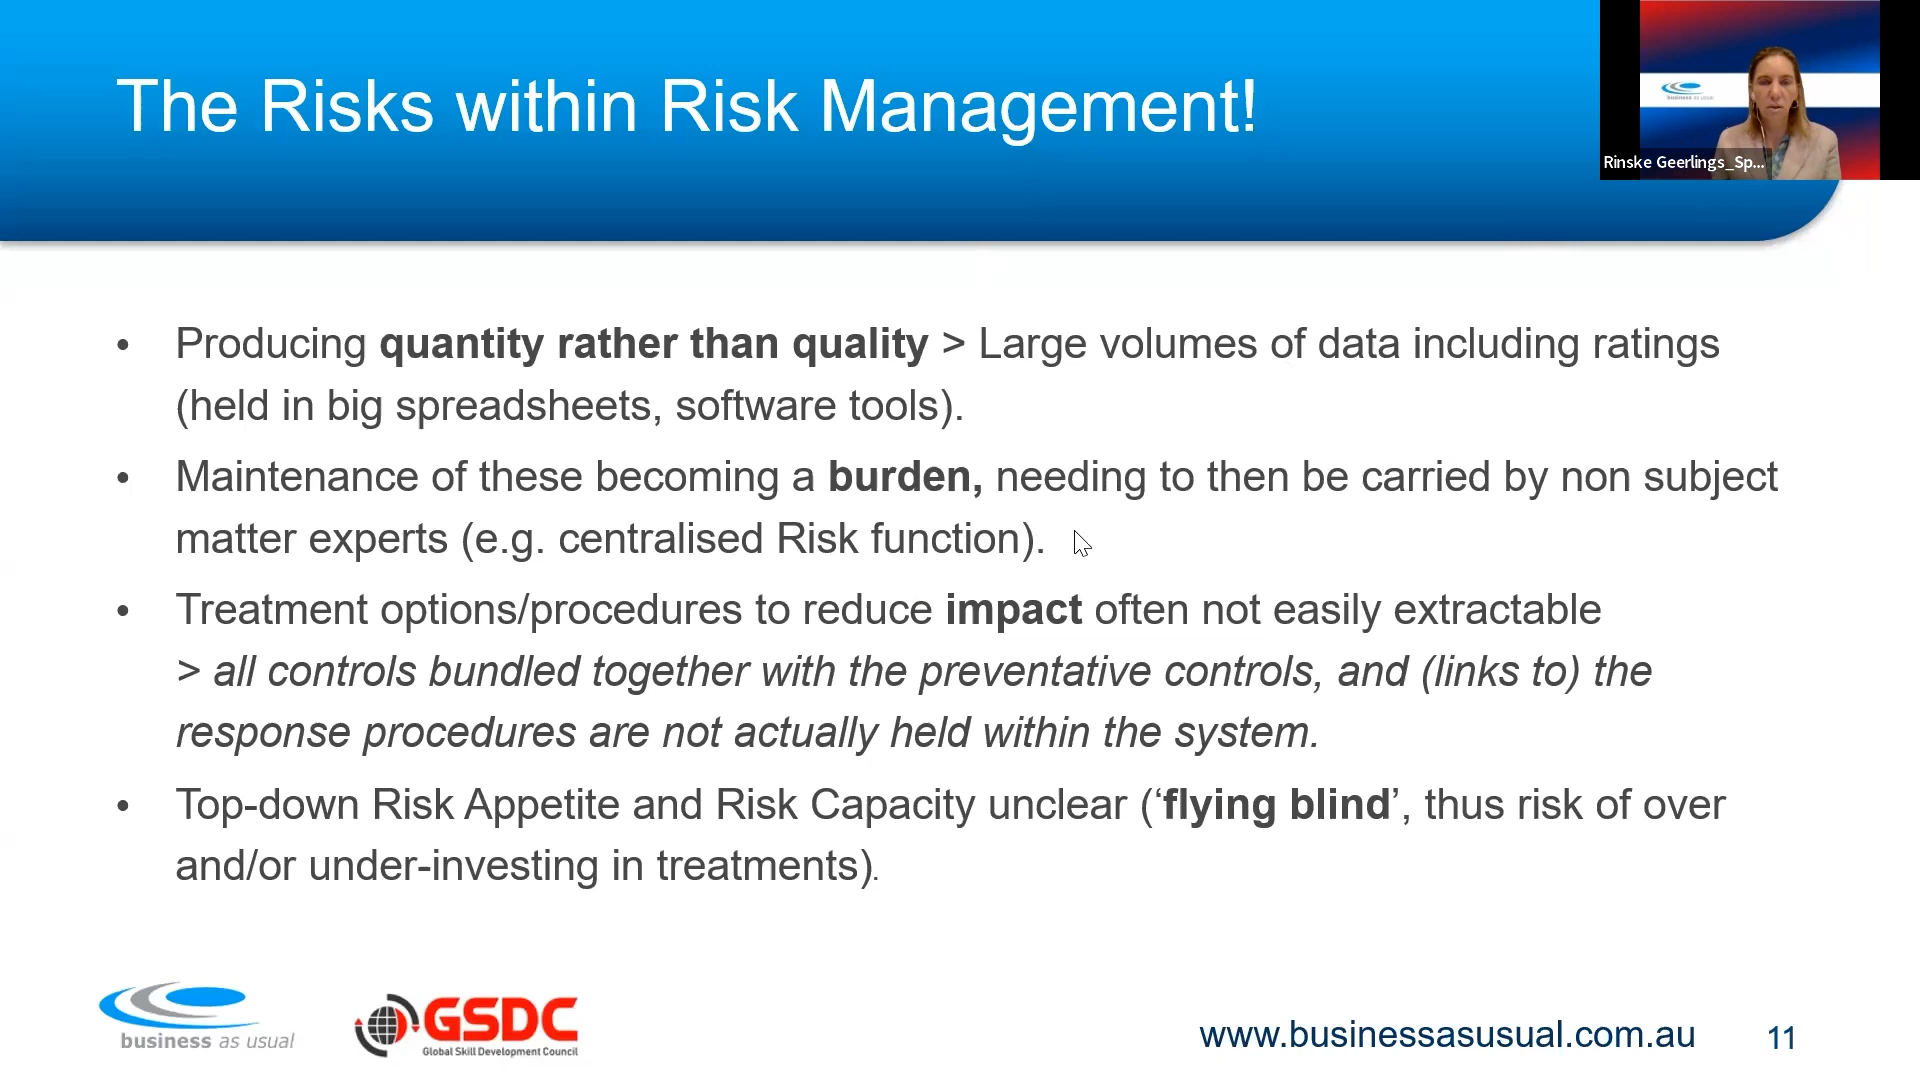 The Risks within Risk Management!
business as usual
Rinske Geerlings_Sp...
• Producing quantity rather than quality > Large volumes of data including ratings
(held in big spreadsheets, software tools).
• Maintenance of these becoming a burden, needing to then be carried by non subject
matter experts (e.g. centralised Risk function).
• Treatment options/procedures to reduce impact often not easily extractable
> all controls bundled together with the preventative controls, and (links to) the
response procedures are not actually held within the system.
• Top-down Risk Appetite and Risk Capacity unclear (‘flying blind’, thus risk of over
and/or under-investing in treatments).
business as usual
GSDC
Global Skill Development Council
www.businessasusual.com.au
11